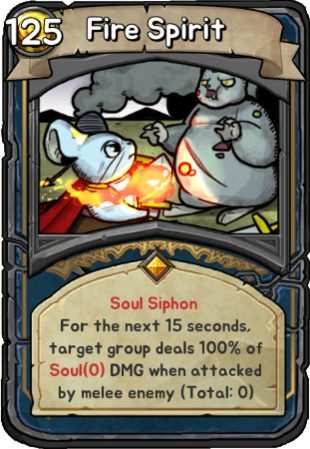 125 Fire Spirit
Soul Siphon
For the next 15 seconds,
target group deals 100% of
Soul(0) DMG when attacked
by melee enemy (Total: 0)